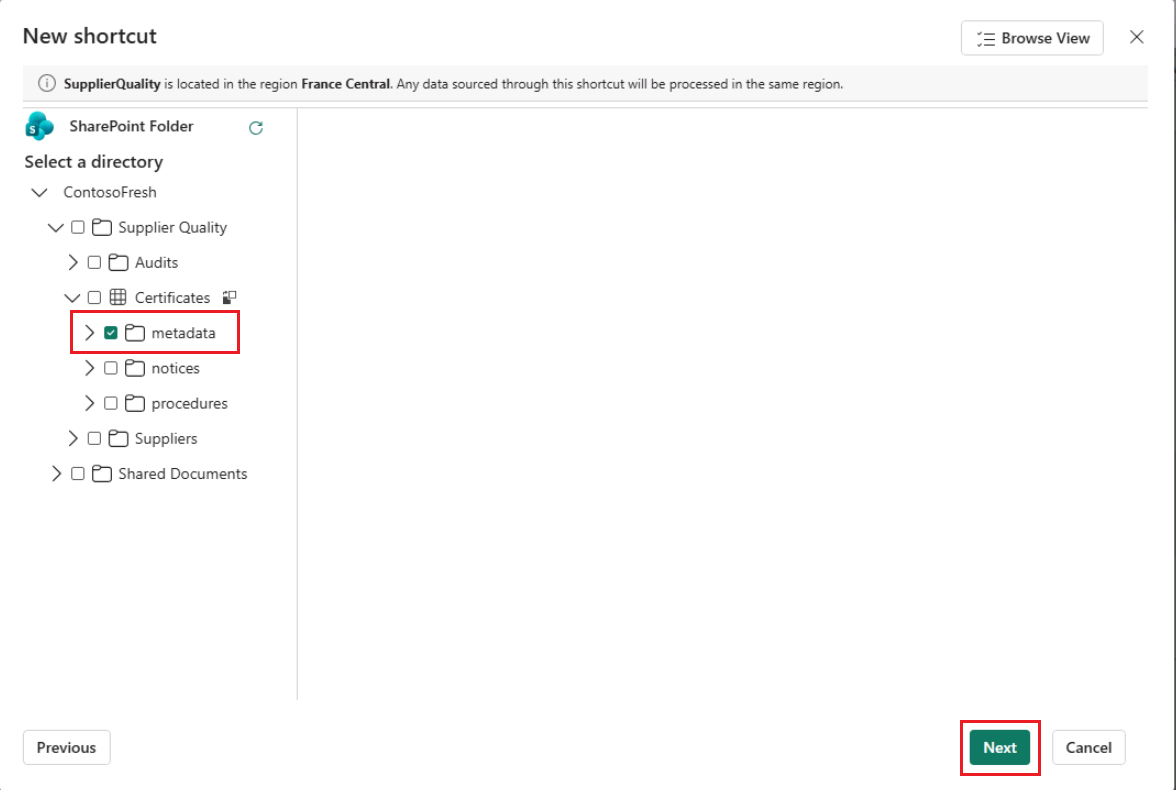 New shortcut
Browse View
SupplierQuality is located in the region France Central. Any data sourced through this shortcut will be processed in the same region.
SharePoint Folder
Select a directory
ContosoFresh
Supplier Quality
Audits
Certificates
metadata
notices
procedures
Suppliers
Shared Documents
Previous
Next
Cancel